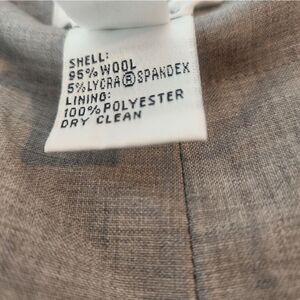 SHELL:
95% WOOL
5% LYCRA® SPANDEX
LINING:
100% POLYESTER
DRY CLEAN